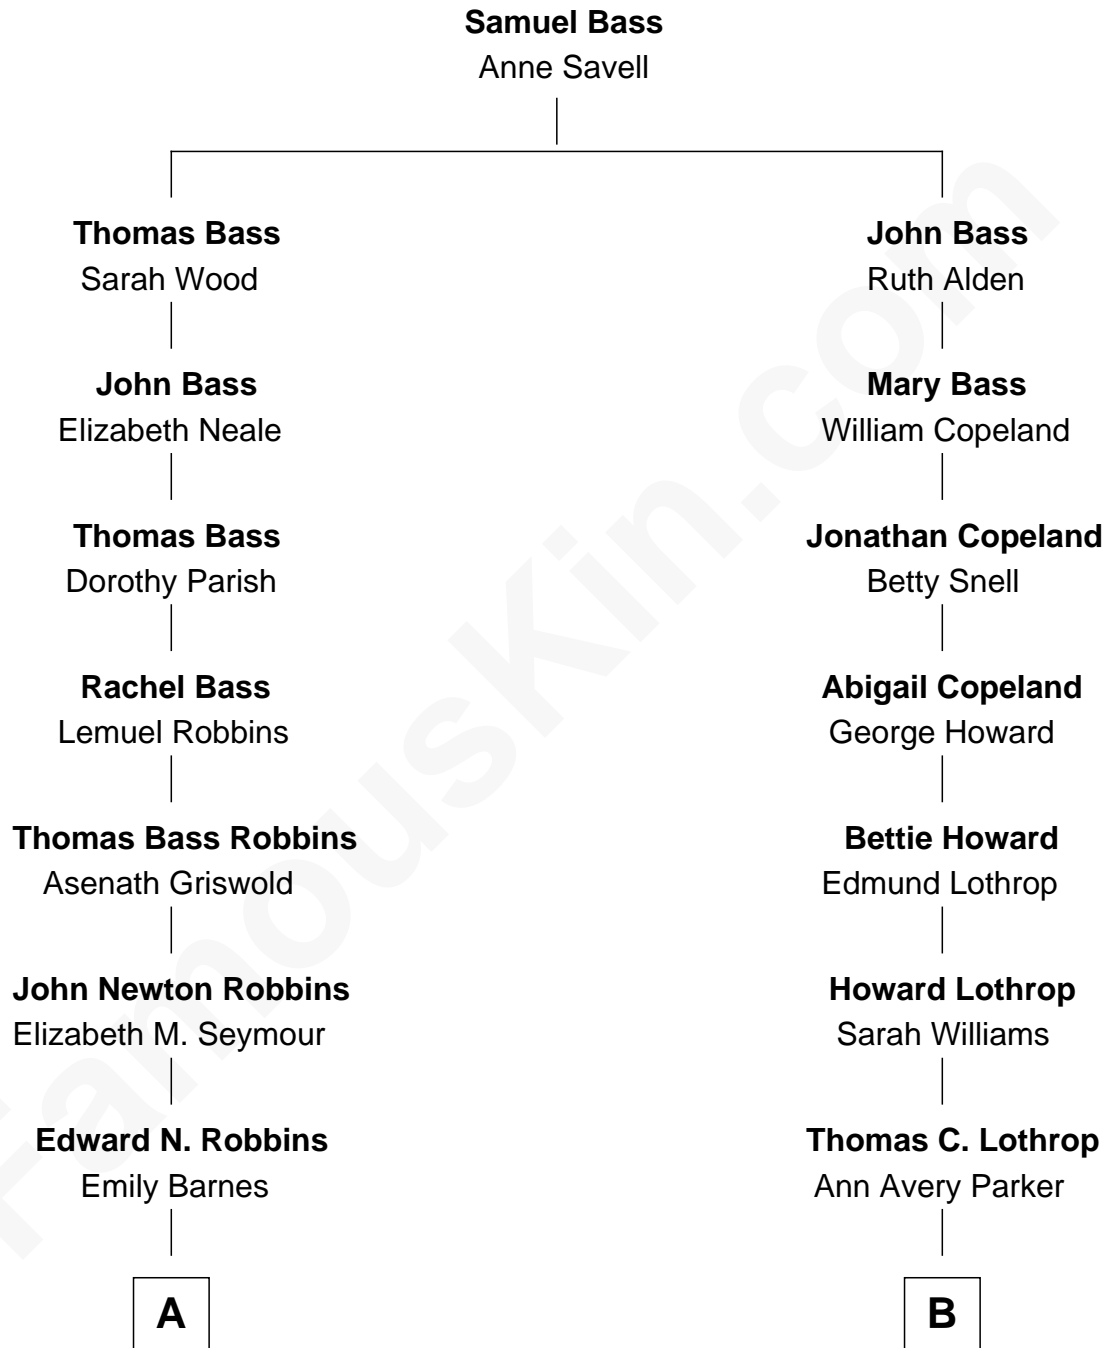 Samuel Bass
Anne Savell
Thomas Bass
Sarah Wood
John Bass
Ruth Alden
John Bass
Elizabeth Neale
Mary Bass
William Copeland
Thomas Bass
Dorothy Parish
Jonathan Copeland
Betty Snell
Rachel Bass
Lemuel Robbins
Abigail Copeland
George Howard
Thomas Bass Robbins
Asenath Griswold
Bettie Howard
Edmund Lothrop
John Newton Robbins
Elizabeth M. Seymour
Howard Lothrop
Sarah Williams
Edward N. Robbins
Emily Barnes
Thomas C. Lothrop
Ann Avery Parker
A
B
FamousKin.com